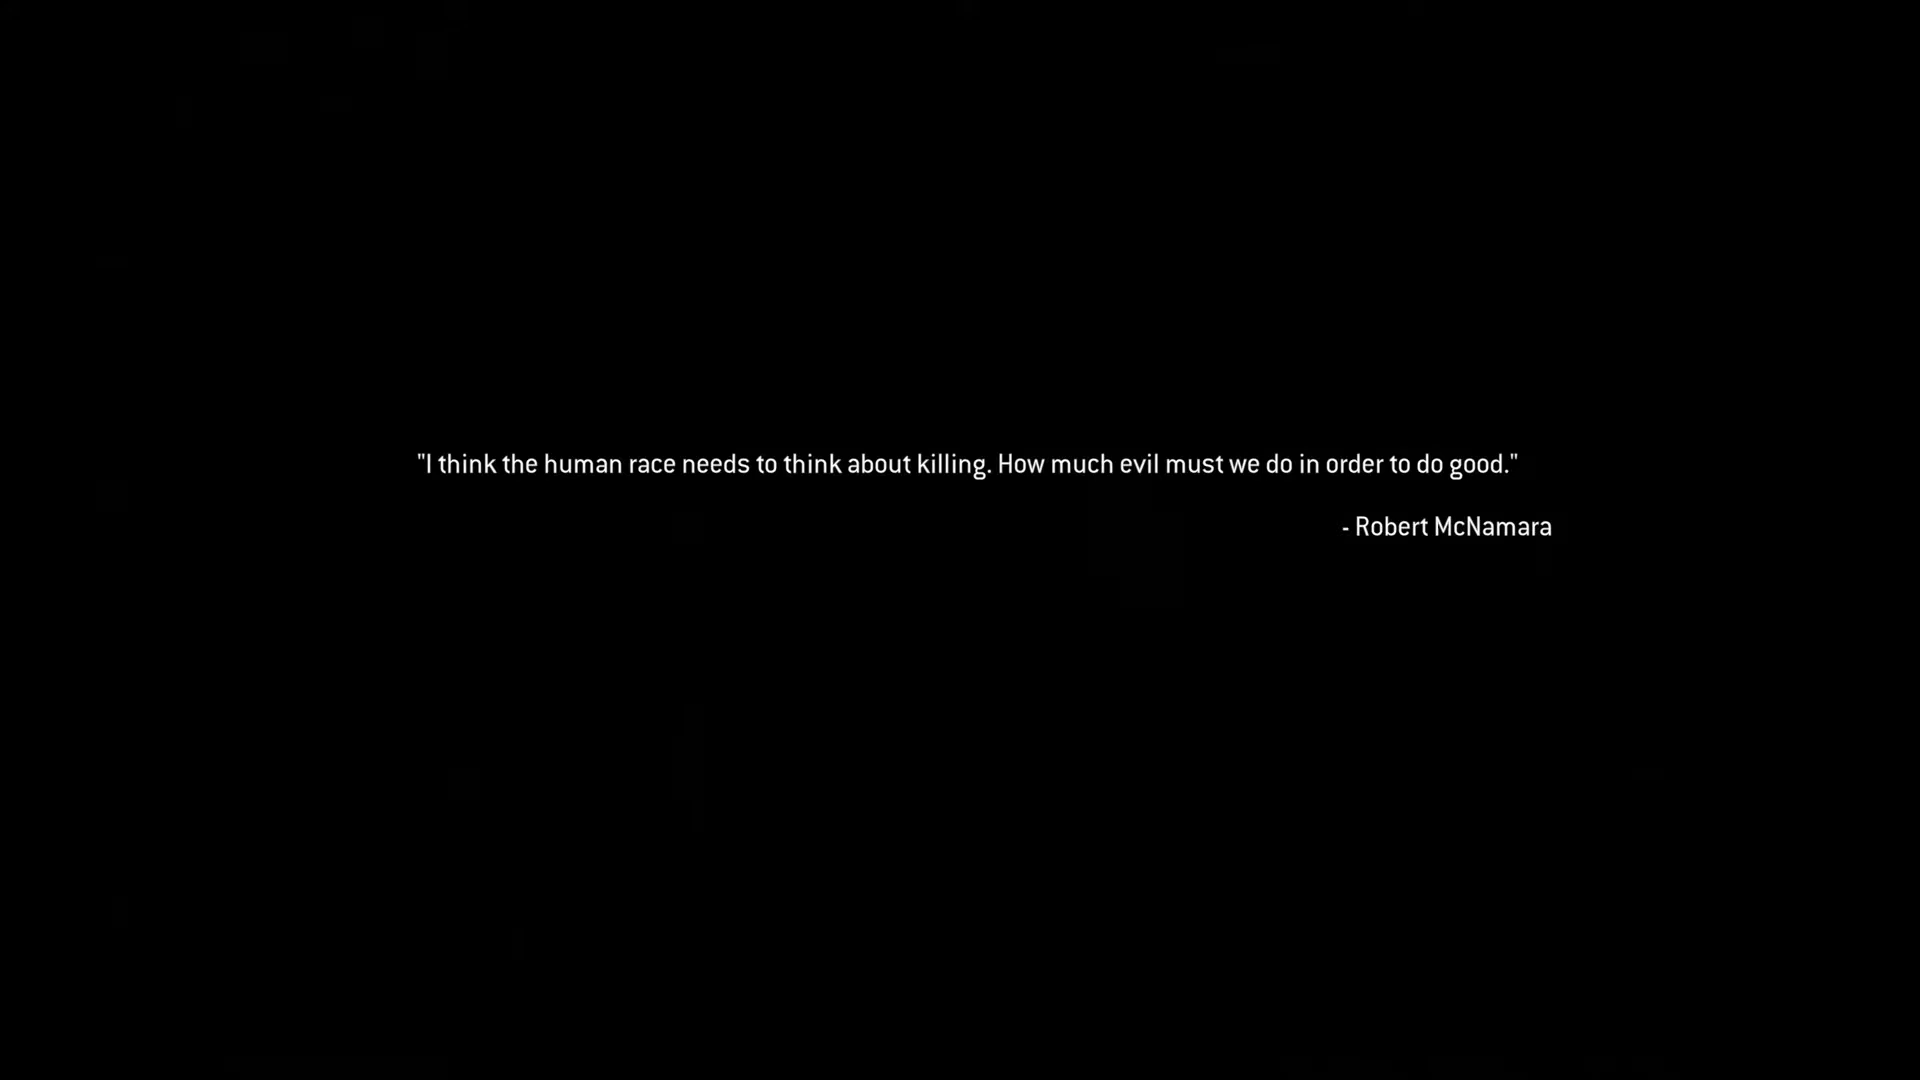 "I think the human race needs to think about killing. How much evil must we do in order to do good."
- Robert McNamara